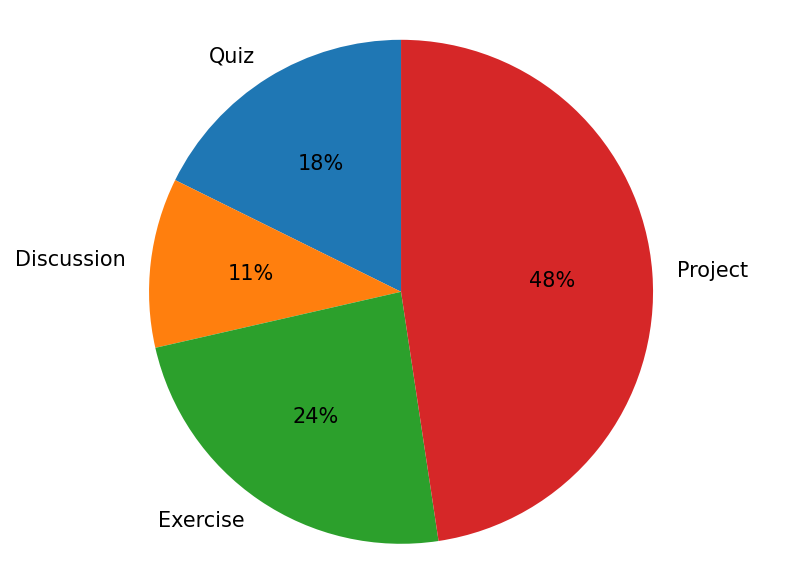 Quiz
18%
Discussion
11%
48%
Project
24%
Exercise